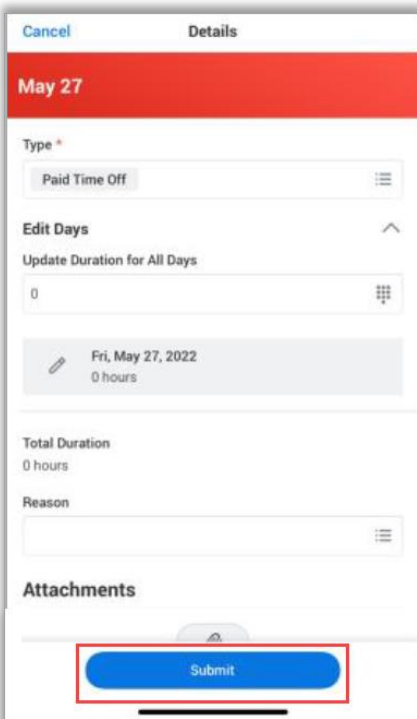 Cancel Details
May 27
Type *
Paid Time Off
Edit Days
Update Duration for All Days
0
Fri, May 27, 2022
0 hours
Total Duration
0 hours
Reason
Attachments
Submit